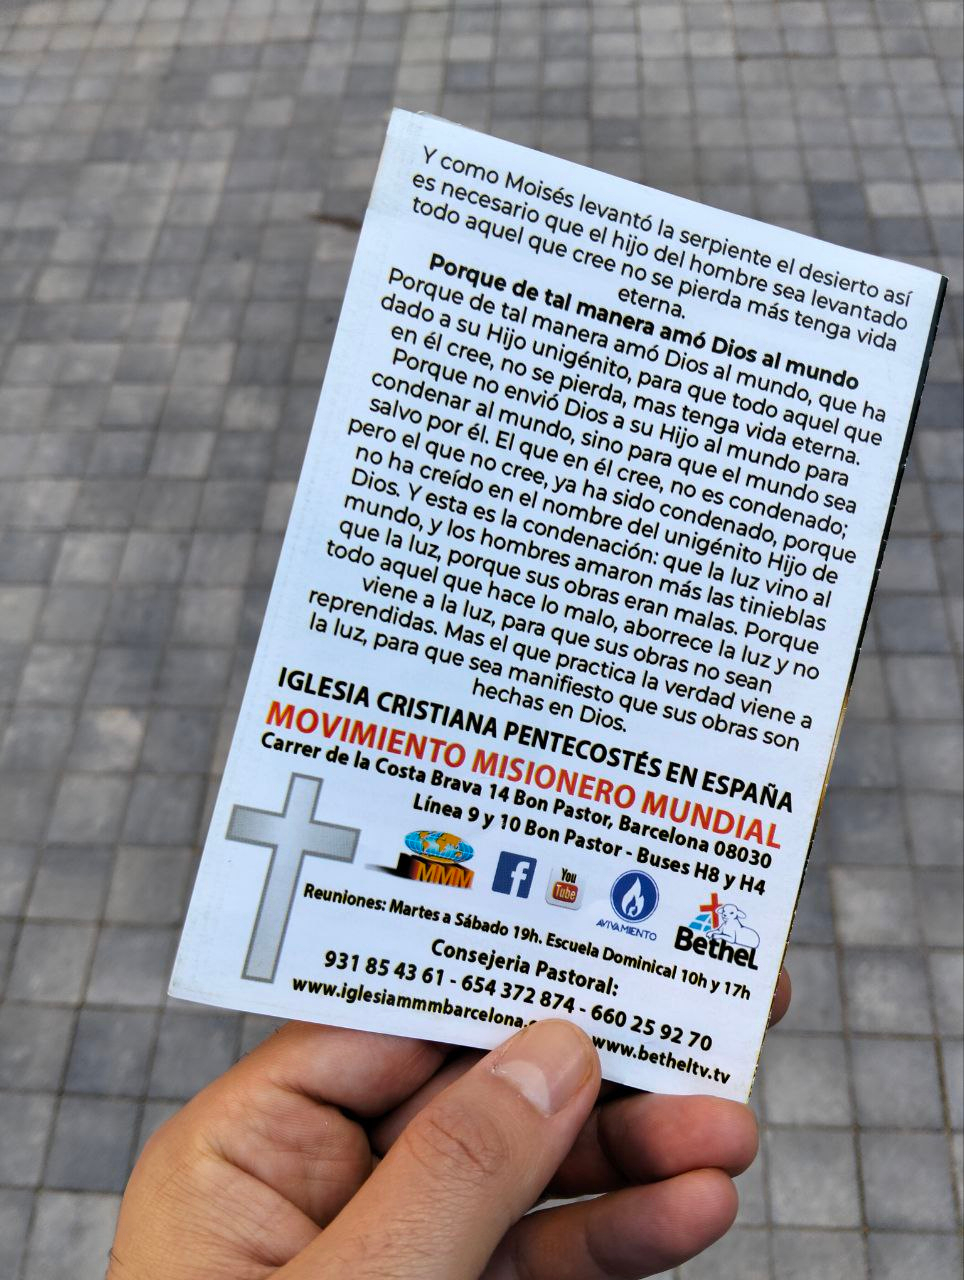 Y como Moisés levantó la serpiente el desierto así
es necesario que el hijo del hombre sea levantado
todo aquel que cree no se pierda más tenga vida
eterna.
Porque de tal manera amó Dios al mundo
Porque de tal manera amó Dios al mundo, que ha
dado a su Hijo unigénito, para que todo aquel que
en él cree, no se pierda, mas tenga vida eterna.
Porque no envió Dios a su Hijo al mundo para
condenar al mundo, sino para que el mundo sea
salvo por él. El que en él cree, no es condenado;
pero el que no cree, ya ha sido condenado, porque
no ha creído en el nombre del unigénito Hijo de
Dios. Y esta es la condenación: que la luz vino al
mundo, y los hombres amaron más las tinieblas
que la luz, porque sus obras eran malas. Porque
todo aquel que hace lo malo, aborrece la luz y no
viene a la luz, para que sus obras no sean
reprendidas. Mas el que practica la verdad viene a
la luz, para que sea manifiesto que sus obras son
hechas en Dios.
IGLESIA CRISTIANA PENTECOSTÉS EN ESPAÑA
MOVIMIENTO MISIONERO MUNDIAL
Carrer de la Costa Brava 14 Bon Pastor, Barcelona 08030
Línea 9 y 10 Bon Pastor - Buses H8 y H4
MMM
f
You
Tube
AVIVAMIENTO
Bethel
Reuniones: Martes a Sábado 19h. Escuela Dominical 10h y 17h
Consejeria Pastoral:
931 85 43 61 - 654 372 874 - 660 25 92 70
www.iglesiammmbarcelona. www.betheltv.tv